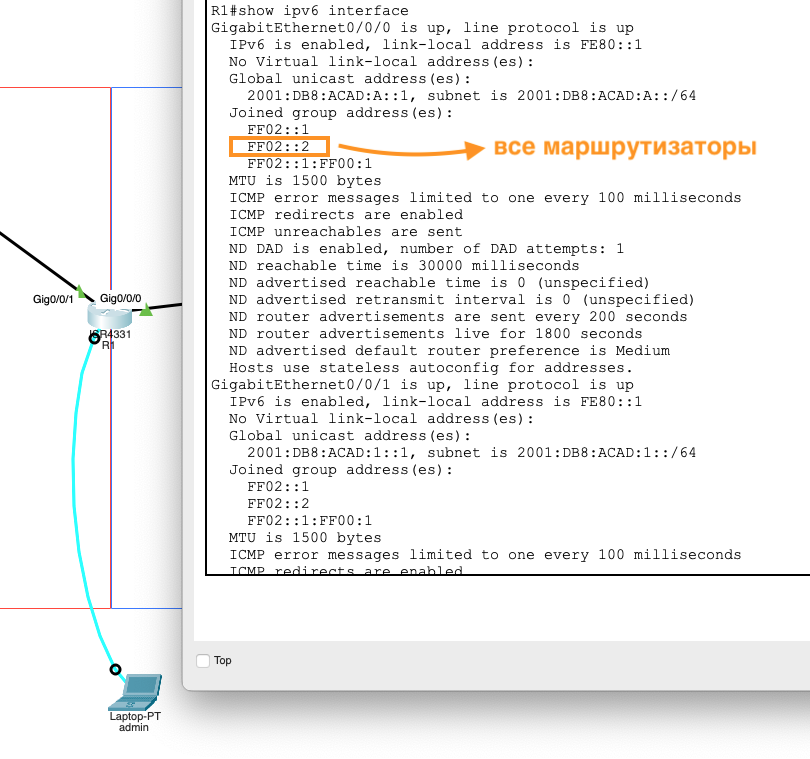 R1#show ipv6 interface
GigabitEthernet0/0/0 is up, line protocol is up
IPv6 is enabled, link-local address is FE80::1
No Virtual link-local address(es):
Global unicast address(es):
2001:DB8:ACAD:A::1, subnet is 2001:DB8:ACAD:A::/64
Joined group address(es):
FF02::1
FF02::2
все маршрутизаторы
FF02::1:FF00:1
MTU is 1500 bytes
ICMP error messages limited to one every 100 milliseconds
ICMP redirects are enabled
ICMP unreachables are sent
ND DAD is enabled, number of DAD attempts: 1
ND reachable time is 30000 milliseconds
ND advertised reachable time is 0 (unspecified)
ND advertised retransmit interval is 0 (unspecified)
ND router advertisements are sent every 200 seconds
ND router advertisements live for 1800 seconds
ND advertised default router preference is Medium
Hosts use stateless autoconfig for addresses.
GigabitEthernet0/0/1 is up, line protocol is up
IPv6 is enabled, link-local address is FE80::1
No Virtual link-local address(es):
Global unicast address(es):
2001:DB8:ACAD:1::1, subnet is 2001:DB8:ACAD:1::/64
Joined group address(es):
FF02::1
FF02::2
FF02::1:FF00:1
MTU is 1500 bytes
ICMP error messages limited to one every 100 milliseconds
ICMP redirects are enabled
Top
Gig0/0/1
Gig0/0/0
ISR4331
R1
Laptop-PT
admin